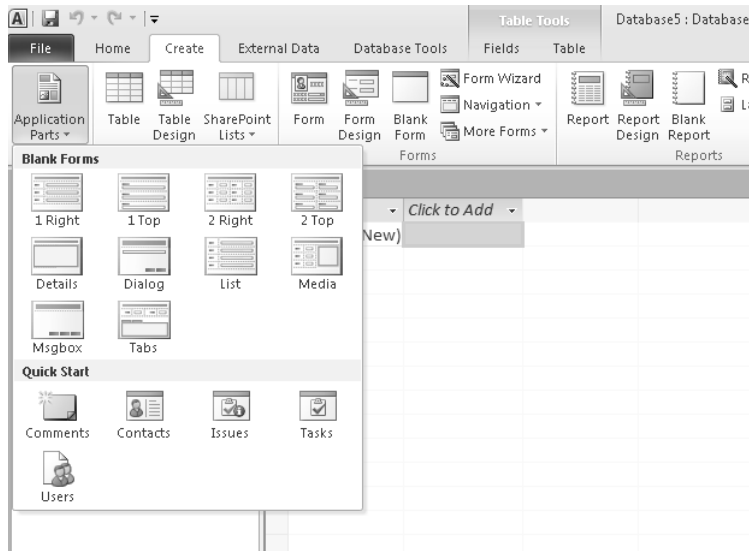 A
Table Tools
Database5 : Database
File
Home
Create
External Data
Database Tools
Fields
Table
Application Parts
Table
Table Design
SharePoint Lists
Form
Form Design
Blank Form
Form Wizard
Navigation
More Forms
Report
Report Design
Blank Report
R
La
Forms
Reports
Blank Forms
1 Right
1 Top
2 Right
2 Top
Details
Dialog
List
Media
Msgbox
Tabs
Quick Start
Comments
Contacts
Issues
Tasks
Users
Click to Add
New)